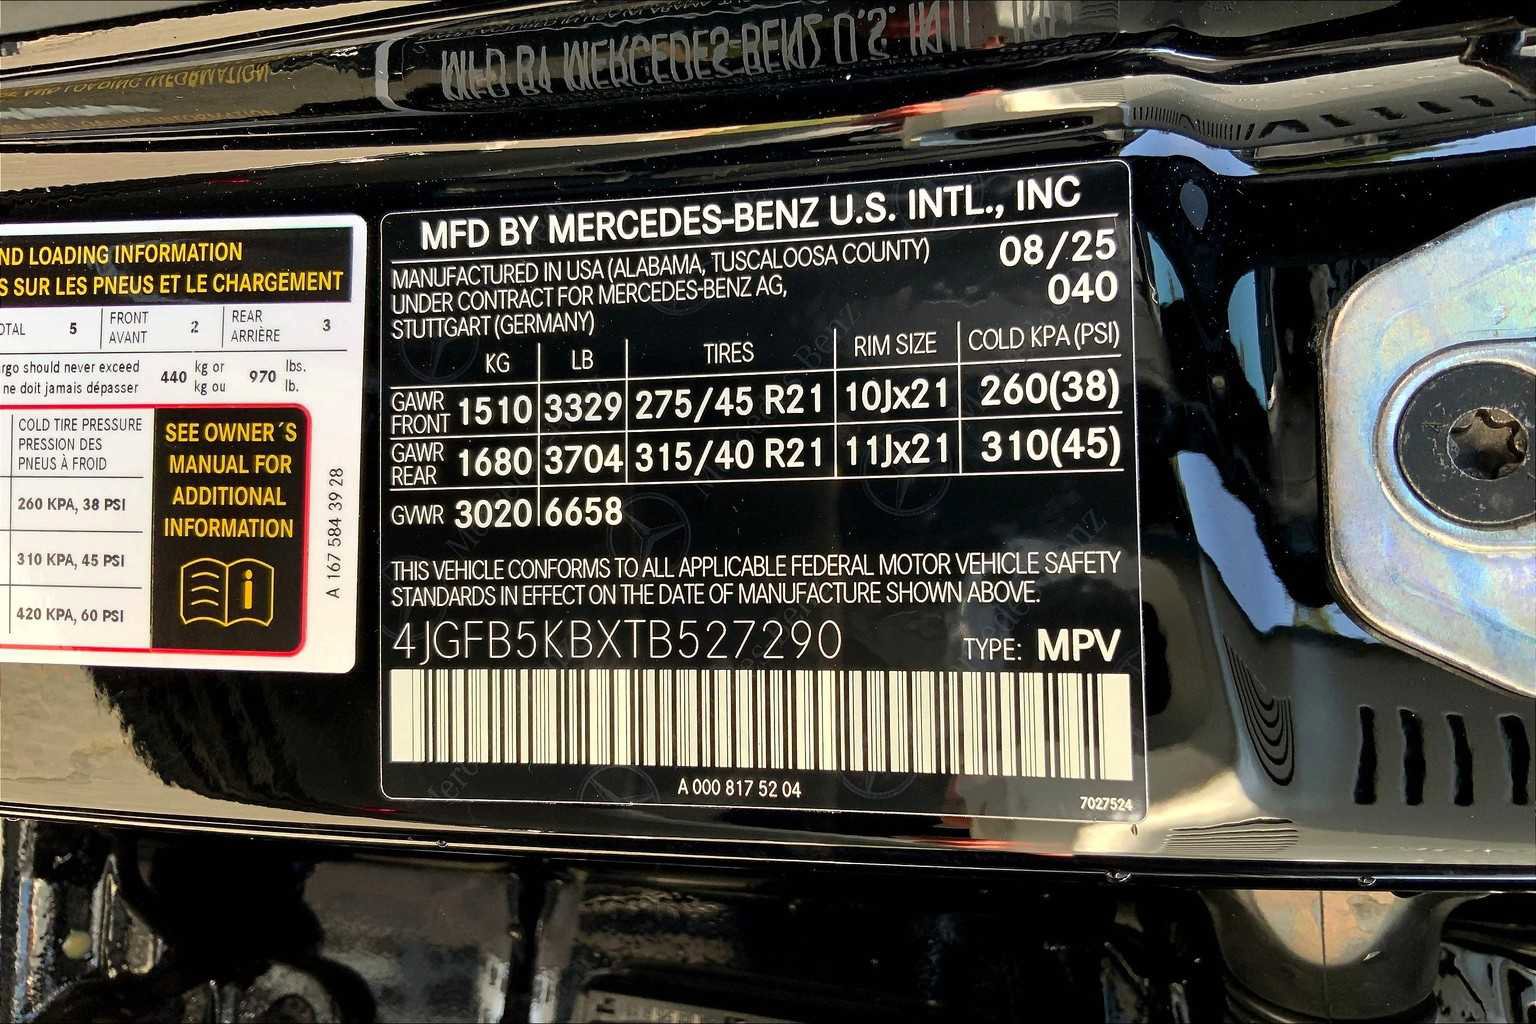 ND LOADING INFORMATION
S SUR LES PNEUS ET LE CHARGEMENT
OTAL 5 FRONT AVANT 2 REAR ARRIÈRE 3
rgo should never exceed
ne doit jamais dépasser
440 kg or kg ou 970 lbs. lb.
COLD TIRE PRESSURE
PRESSION DES
PNEUS À FROID
260 KPA, 38 PSI
310 KPA, 45 PSI
420 KPA, 60 PSI
SEE OWNER´S
MANUAL FOR
ADDITIONAL
INFORMATION
A 167 584 39 28
MFD BY MERCEDES-BENZ U.S. INTL., INC
MANUFACTURED IN USA (ALABAMA, TUSCALOOSA COUNTY) 08/25
UNDER CONTRACT FOR MERCEDES-BENZ AG, 040
STUTTGART (GERMANY)
KG LB TIRES RIM SIZE COLD KPA (PSI)
GAWR FRONT 1510 3329 275/45 R21 10Jx21 260(38)
GAWR REAR 1680 3704 315/40 R21 11Jx21 310(45)
GVWR 3020 6658
THIS VEHICLE CONFORMS TO ALL APPLICABLE FEDERAL MOTOR VEHICLE SAFETY
STANDARDS IN EFFECT ON THE DATE OF MANUFACTURE SHOWN ABOVE.
4JGFB5KBXTB527290 TYPE: MPV
A 000 817 52 04
7027524